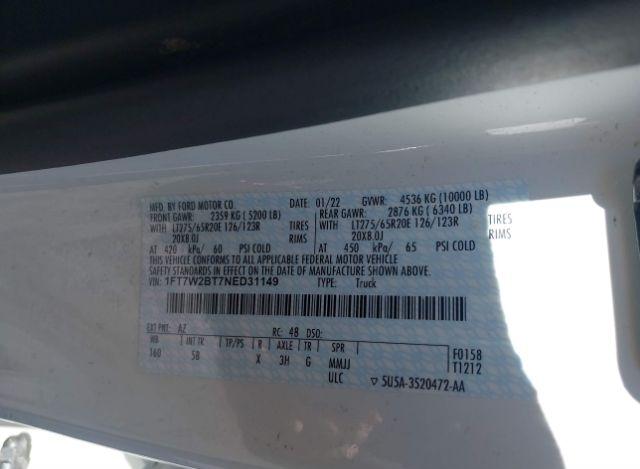 MFD. BY FORD MOTOR CO.
DATE: 01/22 GVWR: 4536 KG (10000 LB)
FRONT GAWR: 2359 KG ( 5200 LB) REAR GAWR: 2876 KG ( 6340 LB)
WITH LT275/65R20E 126/123R TIRES WITH LT275/65R20E 126/123R TIRES
20X8.0J RIMS 20X8.0J RIMS
AT 420 kPa/ 60 PSI COLD AT 450 kPa/ 65 PSI COLD
THIS VEHICLE CONFORMS TO ALL APPLICABLE FEDERAL MOTOR VEHICLE
SAFETY STANDARDS IN EFFECT ON THE DATE OF MANUFACTURE SHOWN ABOVE.
VIN: 1FT7W2BT7NED31149 TYPE: Truck
EXT PNT: AZ RC: 48 DSO:
WB INT TR TP/PS R AXLE TR SPR F0158
160 SB X 3H G MMJJ T1212
ULC ▽ 5U5A-3520472-AA